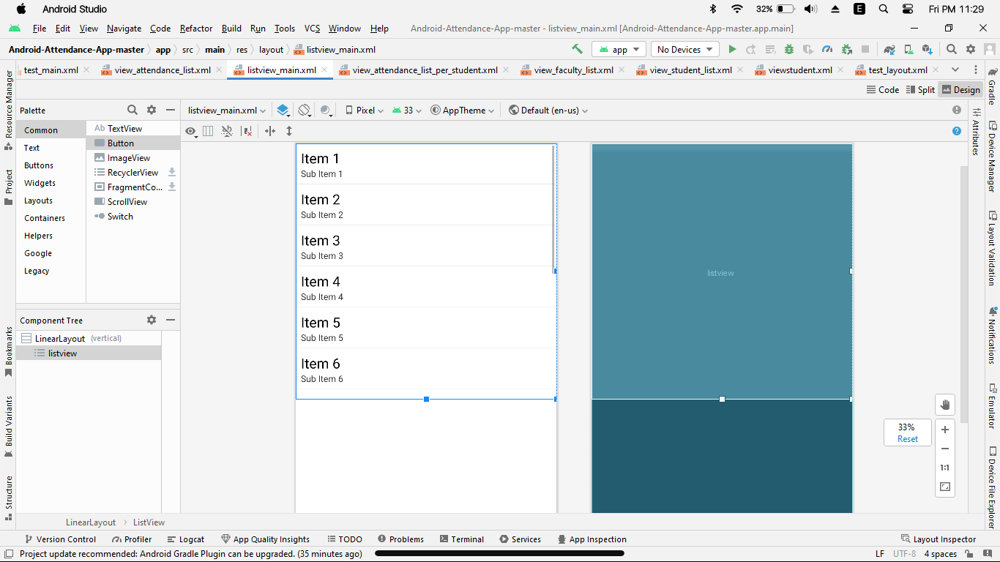 Android Studio
32%
E
Fri PM 11:29
File Edit View Navigate Code Refactor Build Run Tools VCS Window Help
Android-Attendance-App-master - listview_main.xml [Android-Attendance-App-master.app.main]
Android-Attendance-App-master app src main res layout listview_main.xml
app
No Devices
test_main.xml view_attendance_list.xml listview_main.xml view_attendance_list_per_student.xml view_faculty_list.xml view_student_list.xml viewstudent.xml test_layout.xml
Code Split Design
Resource Manager
Project
Bookmarks
Build Variants
Structure
Palette
Common
Text
Buttons
Widgets
Layouts
Containers
Helpers
Google
Legacy
Ab TextView
Button
ImageView
RecyclerView
FragmentCo...
ScrollView
Switch
Component Tree
LinearLayout (vertical)
listview
listview_main.xml
Pixel
33
AppTheme
Default (en-us)
Item 1
Sub Item 1
Item 2
Sub Item 2
Item 3
Sub Item 3
Item 4
Sub Item 4
Item 5
Sub Item 5
Item 6
Sub Item 6
listview
33%
Reset
1:1
Gradle
Attributes
Device Manager
Layout Validation
Notifications
Emulator
Device File Explorer
LinearLayout ListView
Version Control Profiler Logcat App Quality Insights TODO Problems Terminal Services App Inspection Layout Inspector
Project update recommended: Android Gradle Plugin can be upgraded. (35 minutes ago)
LF UTF-8 4 spaces